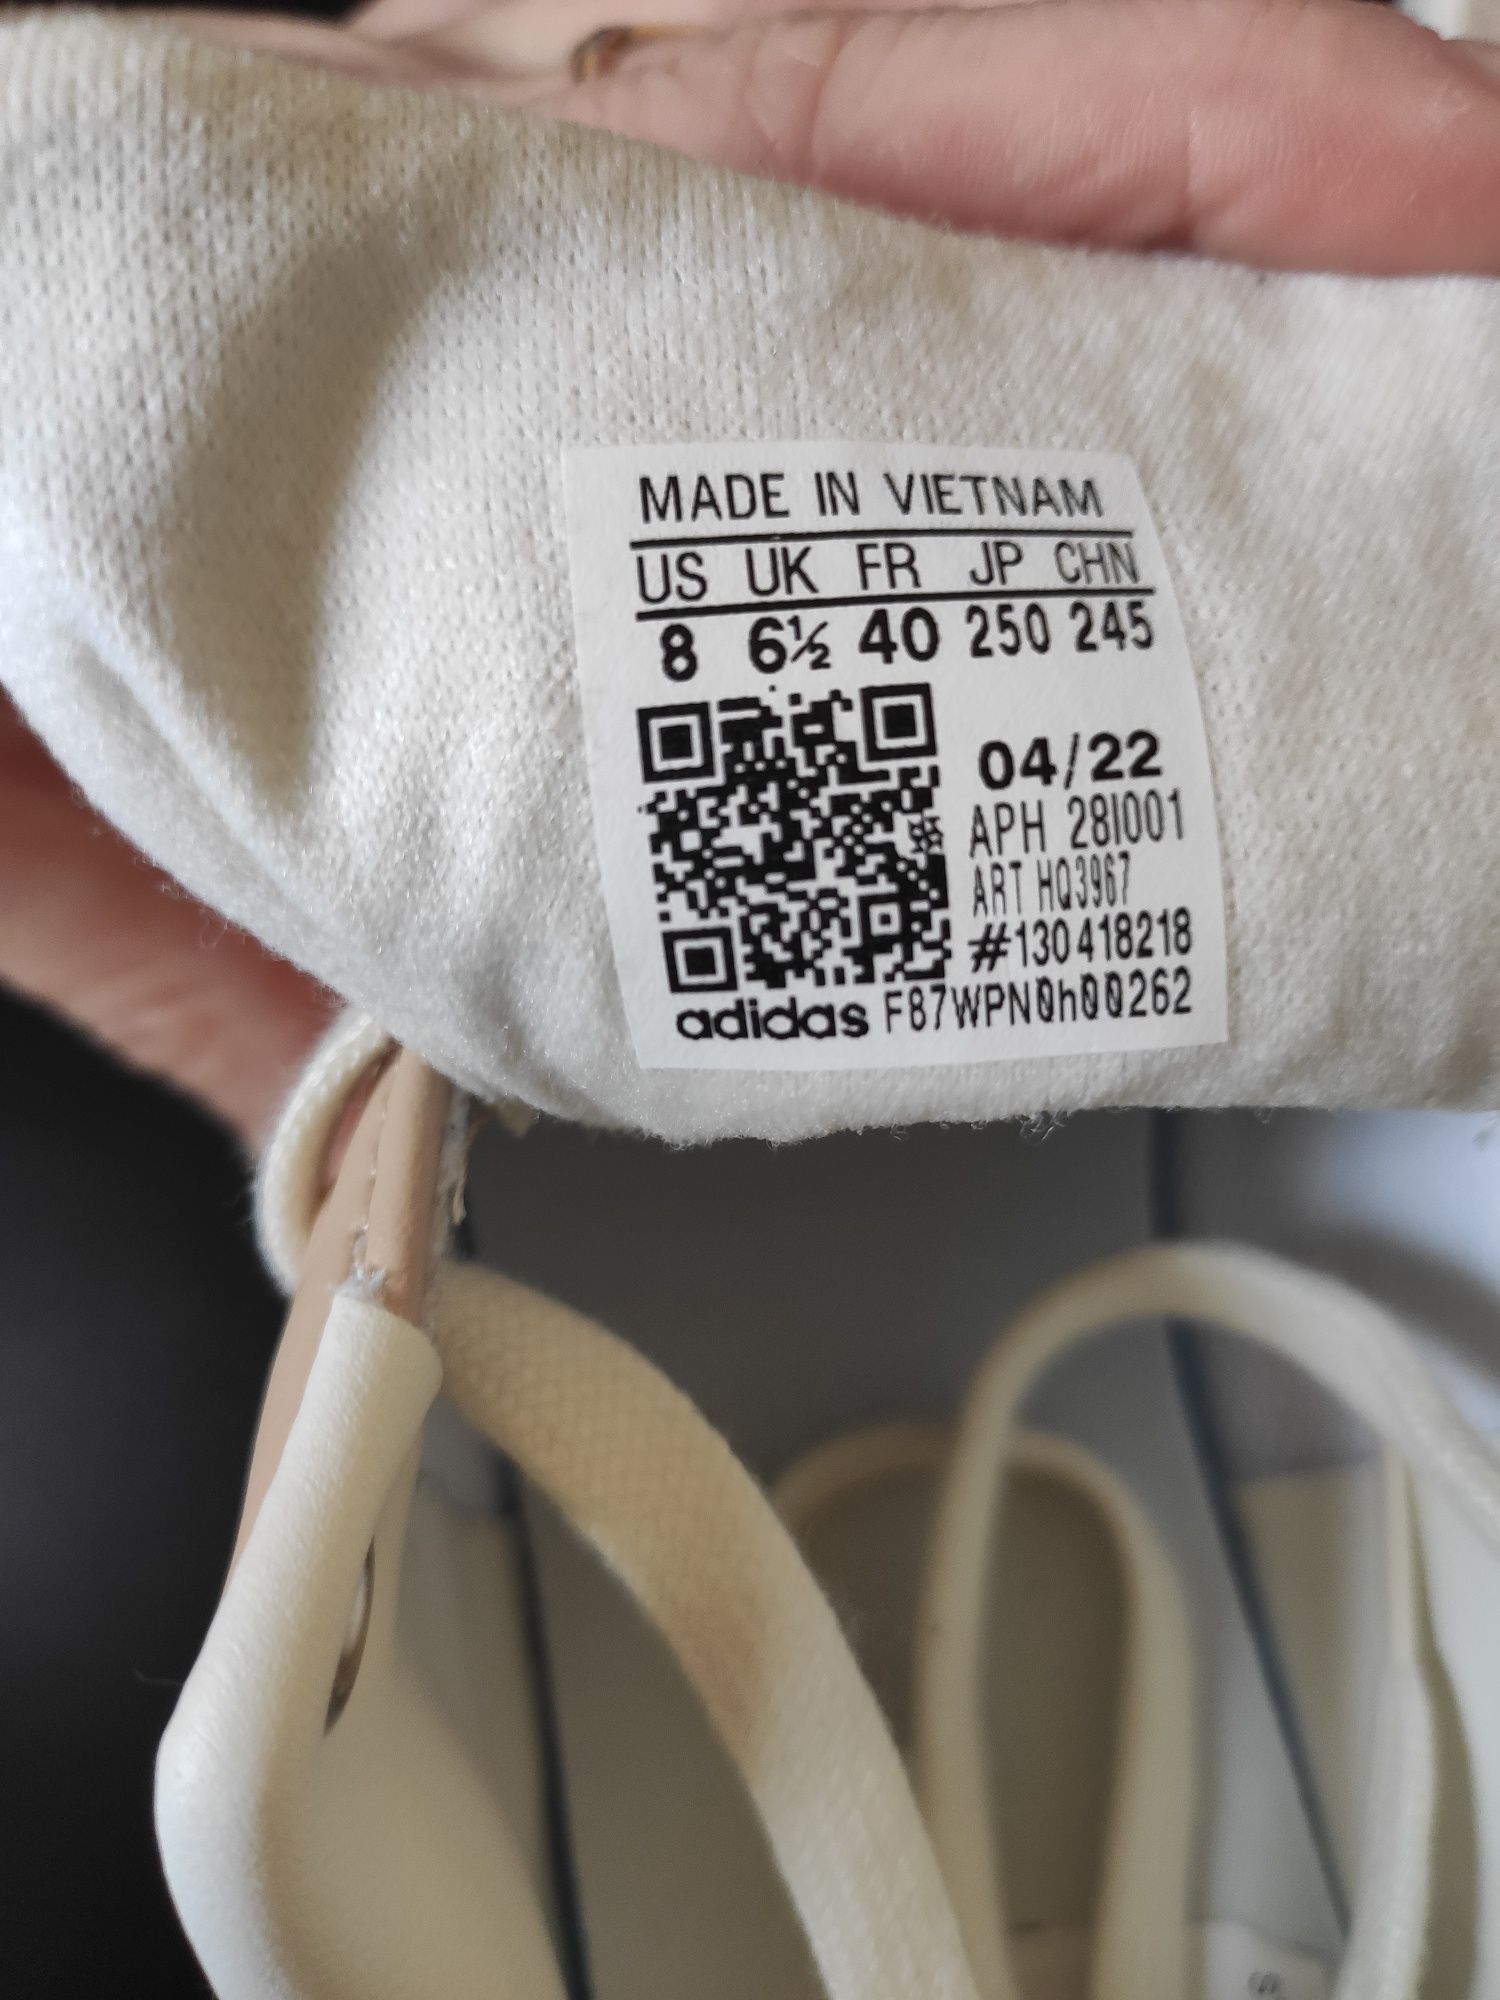 MADE IN VIETNAM
US UK FR JP CHN
8 6½ 40 250 245
04/22
APH 28I001
ART HQ3967
#130418218
adidas F87WPN0h00262